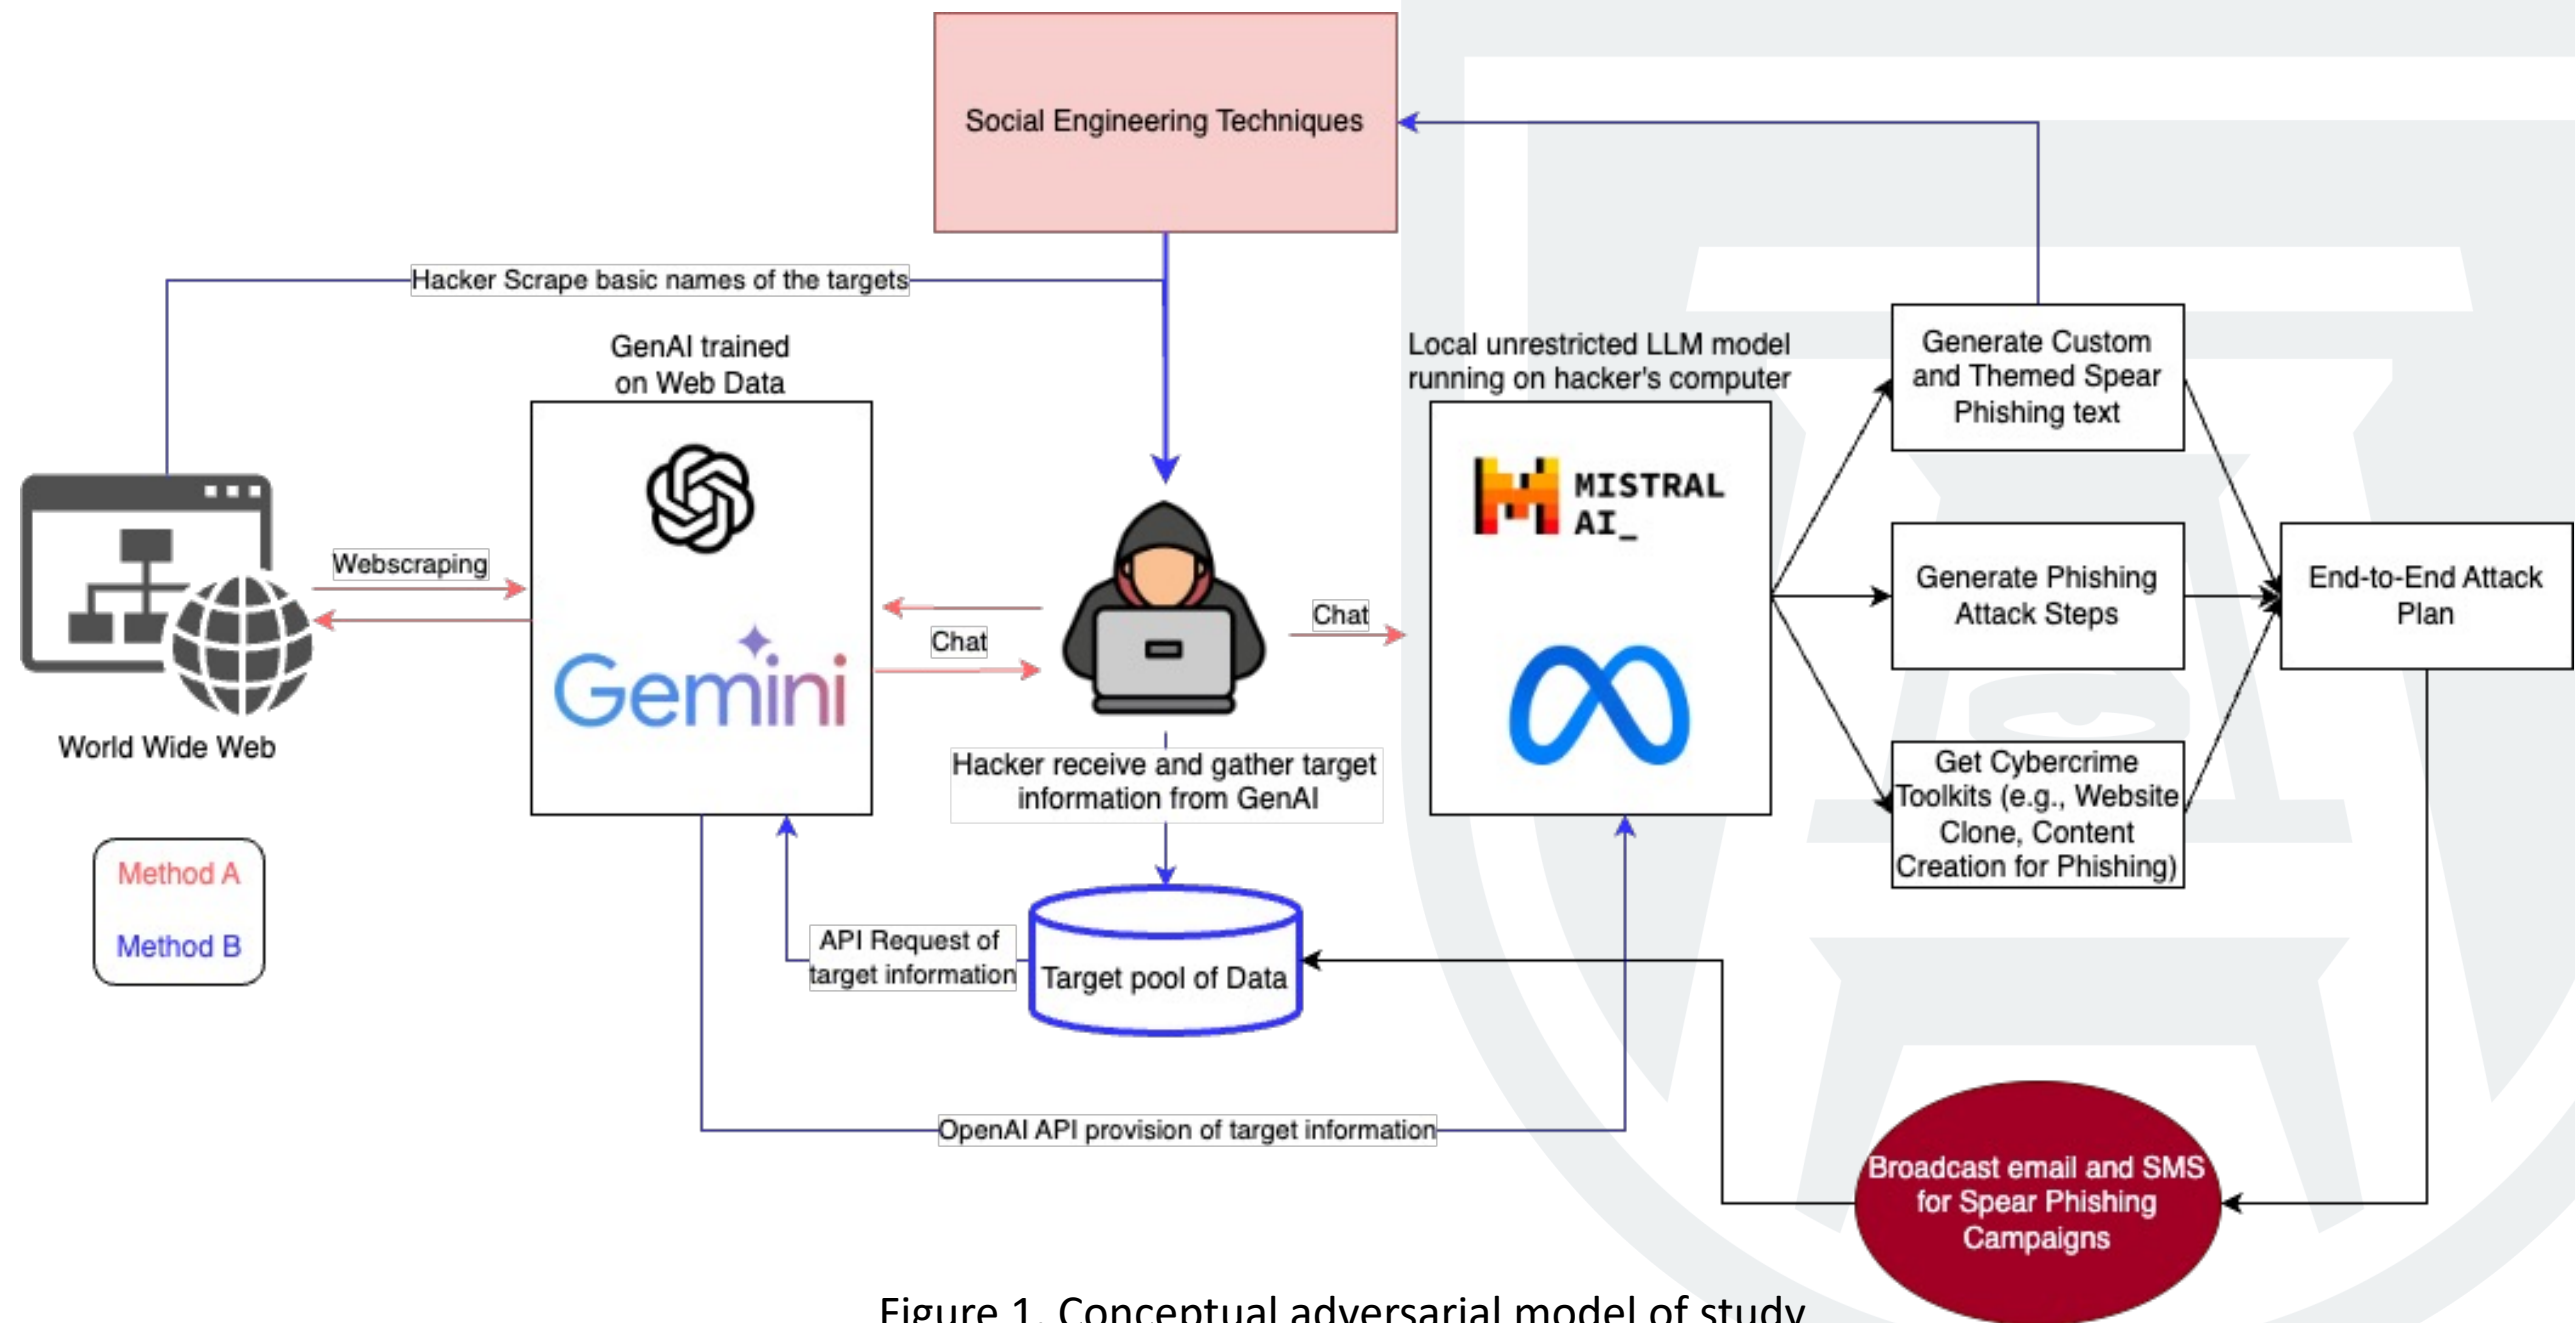 Social Engineering Techniques
Hacker Scrape basic names of the targets
GenAI trained
on Web Data
Local unrestricted LLM model
running on hacker's computer
Generate Custom
and Themed Spear
Phishing text
MISTRAL
AI_
Webscraping
Gemini
Chat
Chat
Generate Phishing
Attack Steps
End-to-End Attack
Plan
World Wide Web
Hacker receive and gather target
information from GenAI
Get Cybercrime
Toolkits (e.g., Website
Clone, Content
Creation for Phishing)
Method A
Method B
API Request of
target information
Target pool of Data
OpenAI API provision of target information
Broadcast email and SMS
for Spear Phishing
Campaigns
Figure 1. Conceptual adversarial model of study